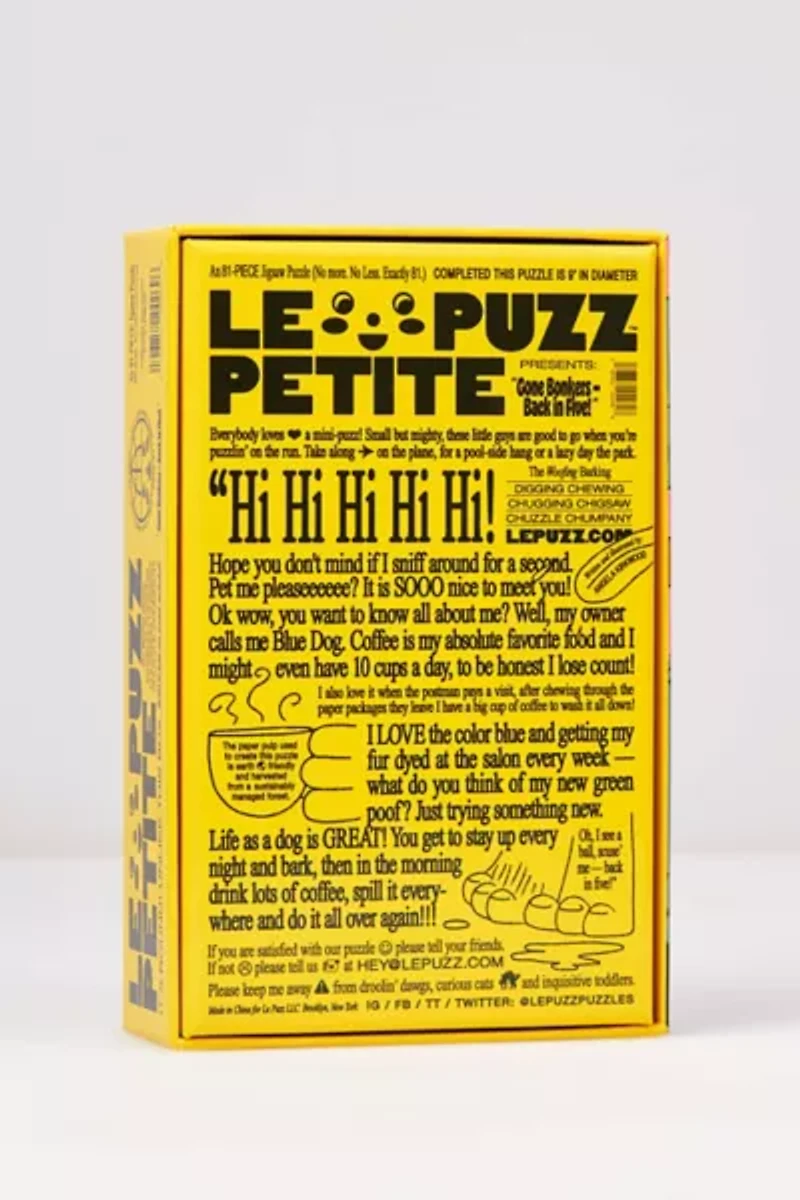 An 81-PIECE Jigsaw Puzzle (No more. No Less. Exactly 81.) COMPLETED THIS PUZZLE IS 9" IN DIAMETER
LE PUZZ
PETITE
PRESENTS:
"Gone Bonkers –
Back in Five!"
Everybody loves ❤ a mini-puzz! Small but mighty, these little guys are good to go when you're
puzzlin' on the run. Take along ✈ on the plane, for a pool-side hang or a lazy day the park.
"Hi Hi Hi Hi Hi!
The Woofing Barking
DIGGING CHEWING
CHUGGING CHIGSAW
CHUZZLE CHUMPANY
LEPUZZ.COM
Hope you don't mind if I sniff around for a second.
Pet me pleaseeeeee? It is SOOO nice to meet you!
Ok wow, you want to know all about me? Well, my owner
calls me Blue Dog. Coffee is my absolute favorite food and I
might even have 10 cups a day, to be honest I lose count!
I also love it when the postman pays a visit, after chewing through the
paper packages they leave I have a big cup of coffee to wash it all down!
The paper pulp used
to create this puzzle
is earth friendly
and harvested
from a sustainably
managed forest.
I LOVE the color blue and getting my
fur dyed at the salon every week —
what do you think of my new green
poof? Just trying something new.
Life as a dog is GREAT! You get to stay up every
night and bark, then in the morning
drink lots of coffee, spill it every-
where and do it all over again!!!
Oh, I see a
ball, scuse'
me — back
in five!"
If you are satisfied with our puzzle ☺ please tell your friends.
If not ☹ please tell us at HEY@LEPUZZ.COM
Please keep me away ⚠ from droolin' dawgs, curious cats and inquisitive toddlers.
Made in China for Le Puzz LLC Brooklyn, New York IG / FB / TT / TWITTER: @LEPUZZPUZZLES
LE PUZZ
PETITE